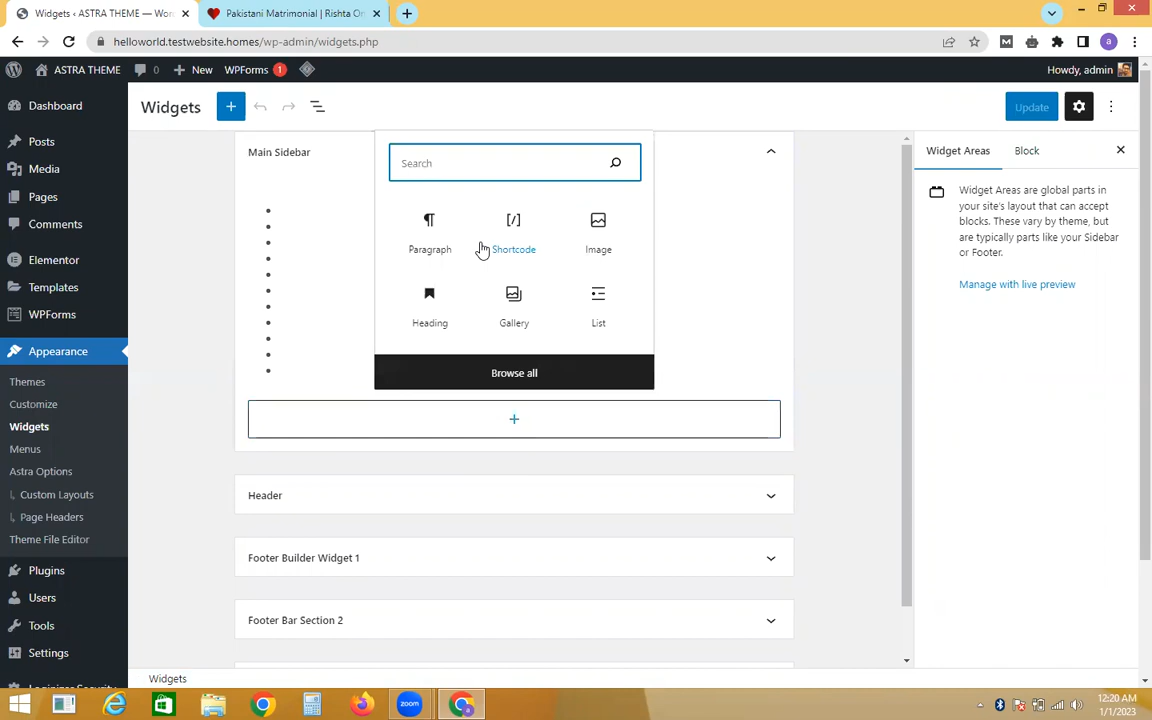 Widgets ‹ ASTRA THEME — Wor
Pakistani Matrimonial | Rishta On
helloworld.testwebsite.homes/wp-admin/widgets.php
M
a
ASTRA THEME
0
New
WPForms 1
Howdy, admin
Dashboard
Posts
Media
Pages
Comments
Elementor
Templates
WPForms
Appearance
Themes
Customize
Widgets
Menus
Astra Options
Custom Layouts
Page Headers
Theme File Editor
Plugins
Users
Tools
Settings
Widgets
Update
Main Sidebar
Search
Paragraph
Shortcode
Image
Heading
Gallery
List
Browse all
Header
Footer Builder Widget 1
Footer Bar Section 2
Widget Areas
Block
Widget Areas are global parts in
your site's layout that can accept
blocks. These vary by theme, but
are typically parts like your Sidebar
or Footer.
Manage with live preview
Widgets
zoom
a
12:20 AM
1/1/2023